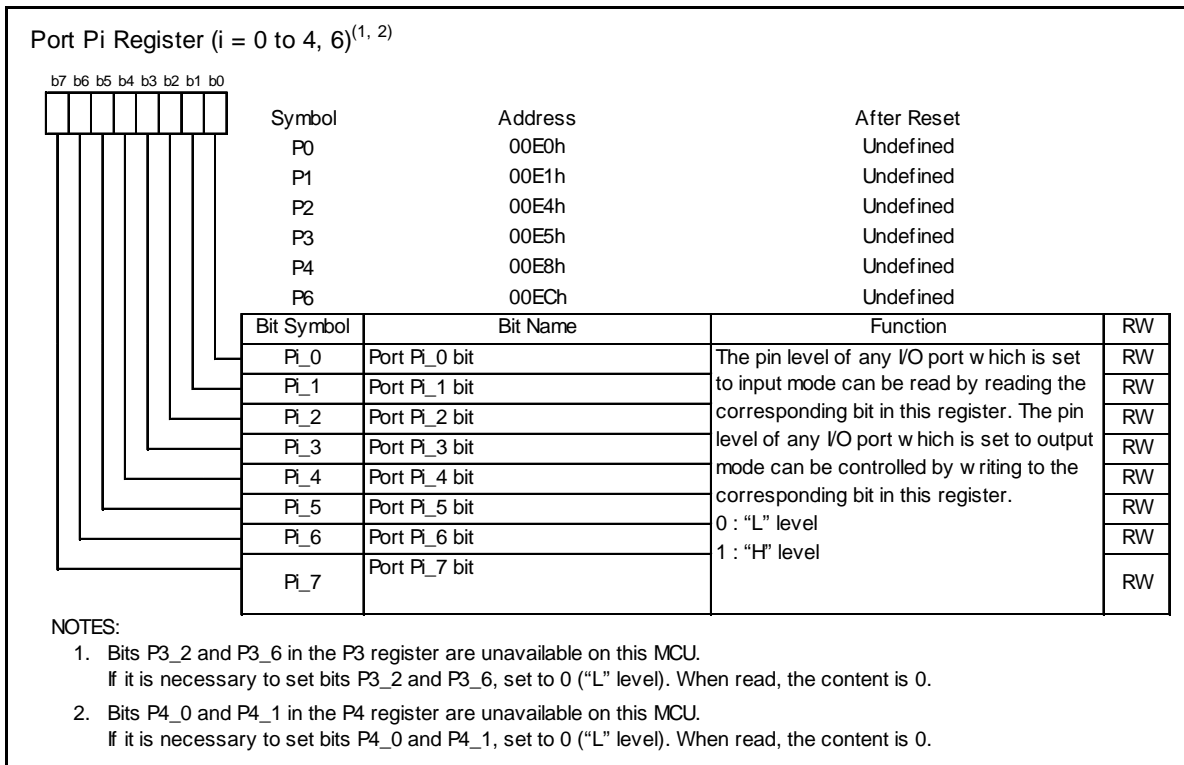 Port Pi Register (i = 0 to 4, 6)(1, 2)
b7 b6 b5 b4 b3 b2 b1 b0
Symbol Address After Reset
P0 00E0h Undefined
P1 00E1h Undefined
P2 00E4h Undefined
P3 00E5h Undefined
P4 00E8h Undefined
P6 00ECh Undefined
Bit Symbol Bit Name Function RW
Pi_0 Port Pi_0 bit The pin level of any I/O port w hich is set RW
Pi_1 Port Pi_1 bit to input mode can be read by reading the RW
Pi_2 Port Pi_2 bit corresponding bit in this register. The pin RW
Pi_3 Port Pi_3 bit level of any I/O port w hich is set to output RW
Pi_4 Port Pi_4 bit mode can be controlled by w riting to the RW
Pi_5 Port Pi_5 bit corresponding bit in this register. RW
0 : “L” level
Pi_6 Port Pi_6 bit 1 : “H” level RW
Pi_7 Port Pi_7 bit RW
NOTES:
1. Bits P3_2 and P3_6 in the P3 register are unavailable on this MCU.
If it is necessary to set bits P3_2 and P3_6, set to 0 (“L” level). When read, the content is 0.
2. Bits P4_0 and P4_1 in the P4 register are unavailable on this MCU.
If it is necessary to set bits P4_0 and P4_1, set to 0 (“L” level). When read, the content is 0.